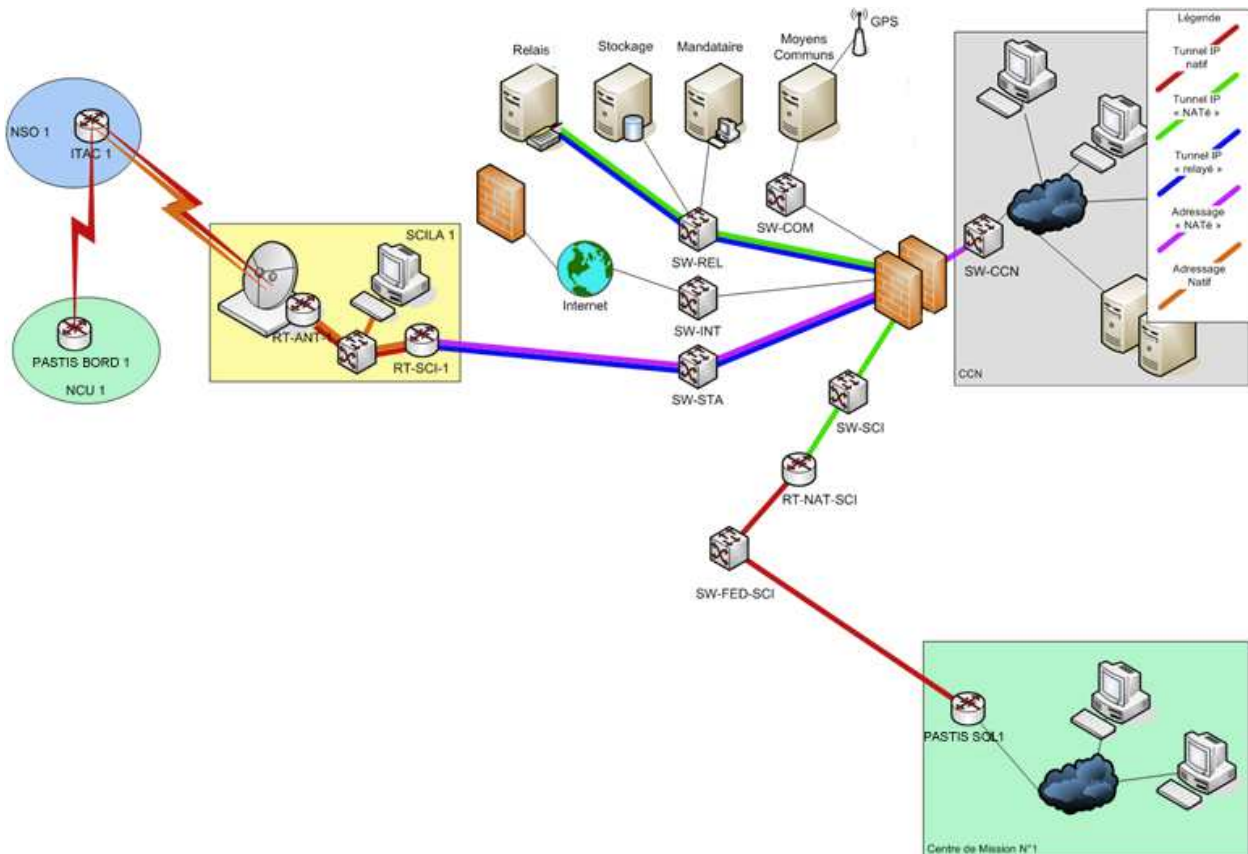 Relais
Stockage
Mandataire
Moyens
Communs
GPS
Légende
Tunnel IP
natif
Tunnel IP
« NATé »
Tunnel IP
« relayé »
Adressage
« NATé »
Adressage
Natif
NSO 1
ITAC 1
SCILA 1
SW-COM
SW-REL
SW-CCN
Internet
SW-INT
RT-ANT-1
RT-SCI-1
PASTIS BORD 1
NCU 1
SW-STA
CCN
SW-SCI
RT-NAT-SCI
SW-FED-SCI
PASTIS SOL1
Centre de Mission N°1